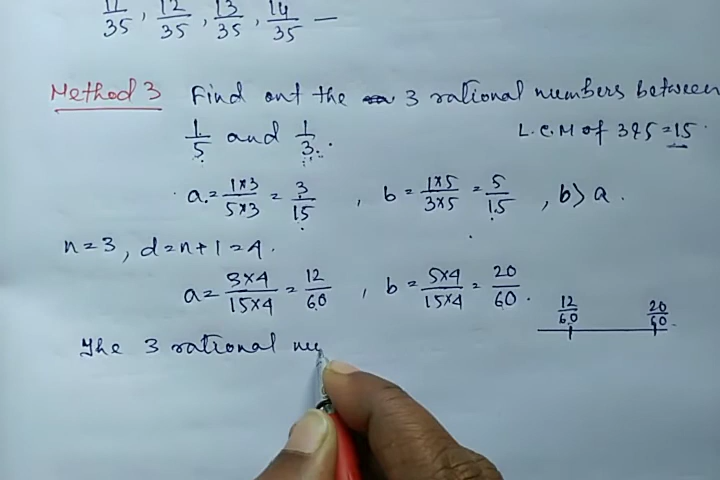 11/35, 12/35, 13/35, 14/35 —
Method 3 Find out the 3 rational numbers between
1/5 and 1/3. L.C.M of 3&5=15.
a = 1×3/5×3 = 3/15, b = 1×5/3×5 = 5/15, b>a.
n=3, d=n+1=4.
a = 3×4/15×4 = 12/60, b = 5×4/15×4 = 20/60.
12/60 20/60
The 3 rational nu